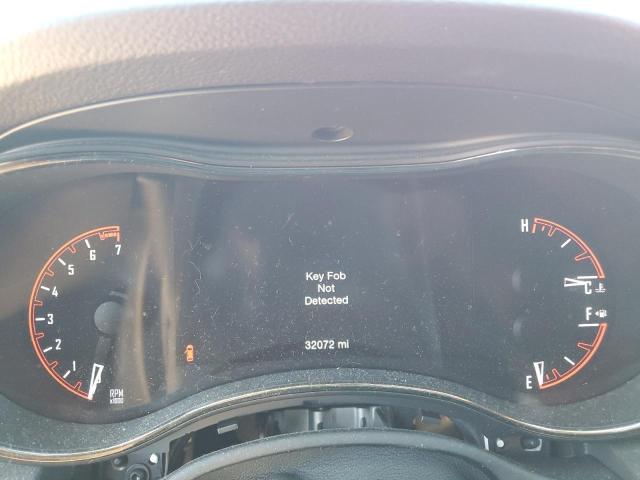 H
7
6
5
4
3
2
1
RPM
x1000
Key Fob
Not
Detected
32072 mi
C
F
E